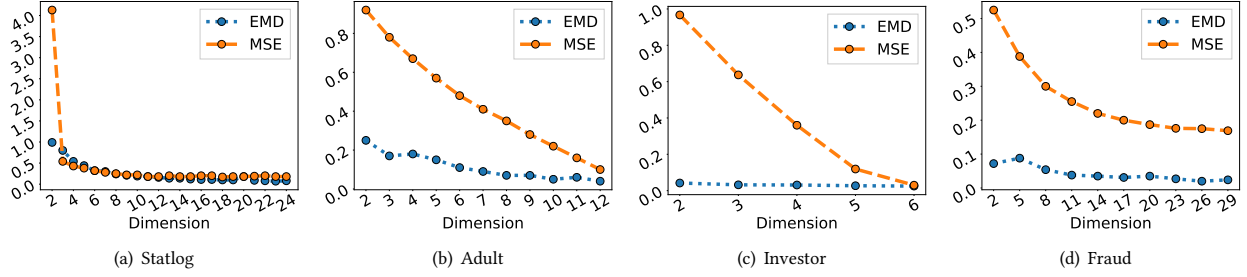 4.0
3.5
3.0
2.5
2.0
1.5
1.0
0.5
0.0
EMD
MSE
2 4 6 8 10 12 14 16 18 20 22 24
Dimension
(a) Statlog
0.8
0.6
0.4
0.2
0
EMD
MSE
2 3 4 5 6 7 8 9 10 11 12
Dimension
(b) Adult
1.0
0.8
0.6
0.4
0.2
0.0
EMD
MSE
2 3 4 5 6
Dimension
(c) Investor
0.5
0.4
0.3
0.2
0.1
0
EMD
MSE
2 5 8 11 14 17 20 23 26 29
Dimension
(d) Fraud